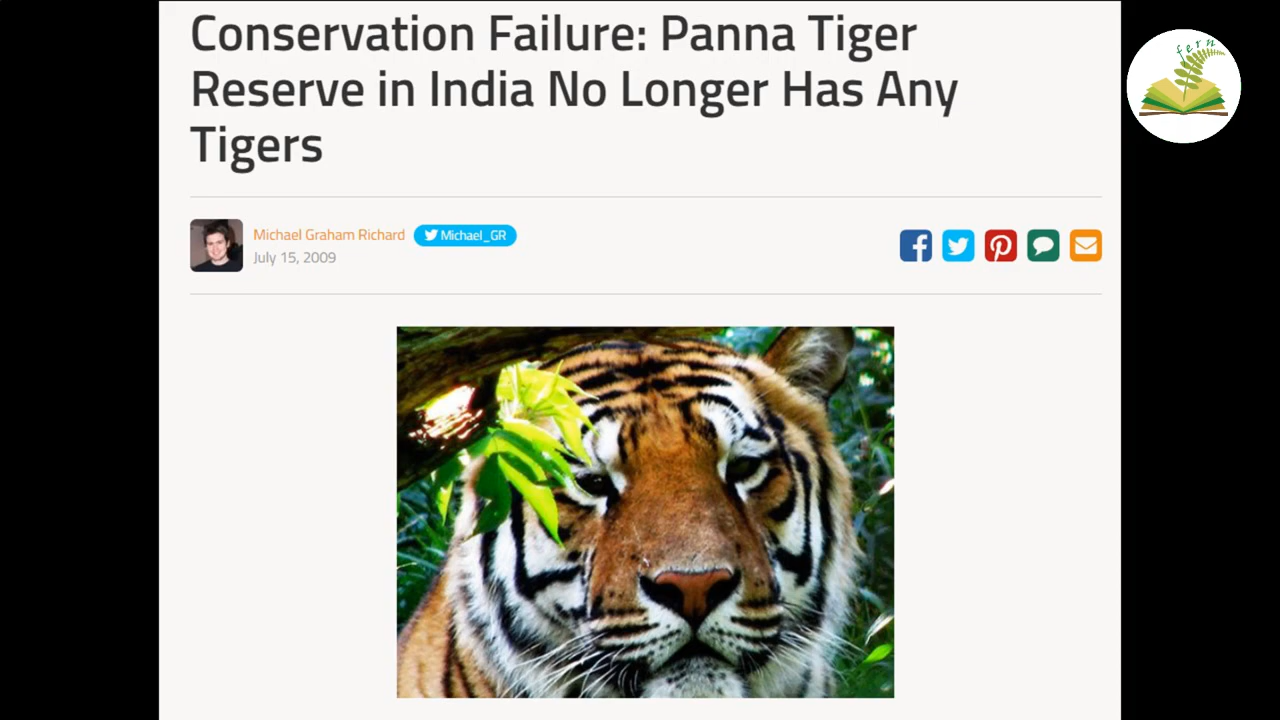 Conservation Failure: Panna Tiger
Reserve in India No Longer Has Any
Tigers
Michael Graham Richard
Michael_GR
July 15, 2009
fern